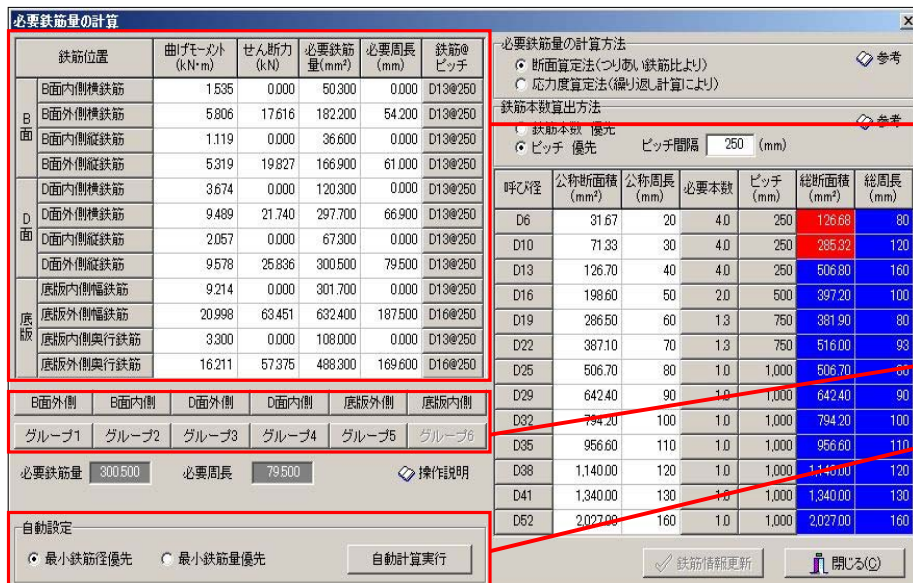 必要鉄筋量の計算
鉄筋位置 曲げモーメント (kN・m) せん断力 (kN) 必要鉄筋量(mm²) 必要周長 (mm) 鉄筋@ピッチ
B面
B面内側横鉄筋 1.535 0.000 50.300 0.000 D13@250
B面外側横鉄筋 5.806 17.616 182.200 54.200 D13@250
B面内側縦鉄筋 1.119 0.000 36.600 0.000 D13@250
B面外側縦鉄筋 5.319 19.827 166.900 61.000 D13@250
D面
D面内側横鉄筋 3.674 0.000 120.300 0.000 D13@250
D面外側横鉄筋 9.489 21.740 297.700 66.900 D13@250
D面内側縦鉄筋 2.057 0.000 67.300 0.000 D13@250
D面外側縦鉄筋 9.578 25.836 300.500 79.500 D13@250
底版
底版内側幅鉄筋 9.214 0.000 301.700 0.000 D13@250
底版外側幅鉄筋 20.998 63.451 632.400 187.500 D16@250
底版内側奥行鉄筋 3.300 0.000 108.000 0.000 D13@250
底版外側奥行鉄筋 16.211 57.375 488.300 169.600 D16@250
B面外側 B面内側 D面外側 D面内側 底版外側 底版内側
グループ1 グループ2 グループ3 グループ4 グループ5 グループ6
必要鉄筋量 300.500 必要周長 79.500 操作説明
自動設定
最小鉄筋径優先 最小鉄筋量優先 自動計算実行
必要鉄筋量の計算方法
断面算定法(つりあい鉄筋比より) 参考
応力度算定法(繰り返し計算により)
鉄筋本数算出方法
鉄筋本数 優先 参考
ピッチ 優先 ピッチ間隔 250 (mm)
呼び径 公称断面積 (mm²) 公称周長 (mm) 必要本数 ピッチ (mm) 総断面積 (mm²) 総周長 (mm)
D6 31.67 20 4.0 250 126.68 80
D10 71.33 30 4.0 250 285.32 120
D13 126.70 40 4.0 250 506.80 160
D16 198.60 50 2.0 500 397.20 100
D19 286.50 60 1.3 750 381.90 80
D22 387.10 70 1.3 750 516.00 93
D25 506.70 80 1.0 1,000 506.70 80
D29 642.40 90 1.0 1,000 642.40 90
D32 794.20 100 1.0 1,000 794.20 100
D35 956.60 110 1.0 1,000 956.60 110
D38 1,140.00 120 1.0 1,000 1,140.00 120
D41 1,340.00 130 1.0 1,000 1,340.00 130
D52 2,027.00 160 1.0 1,000 2,027.00 160
鉄筋情報更新 閉じる(C)